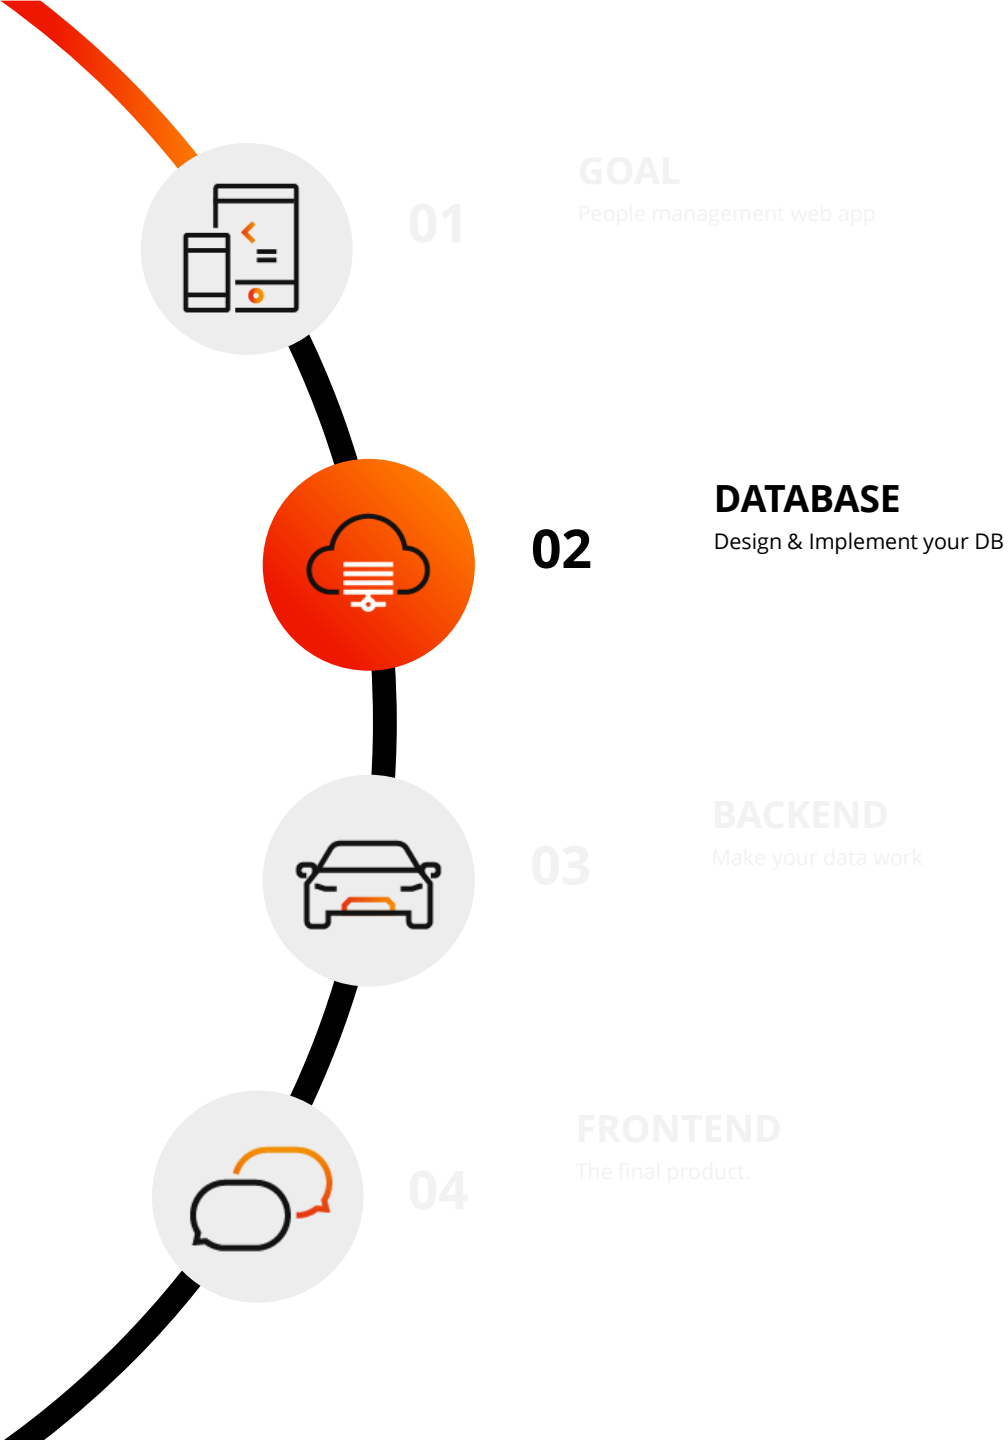 01
GOAL
People management web app
02
DATABASE
Design & Implement your DB
03
BACKEND
Make your data work
04
FRONTEND
The final product.